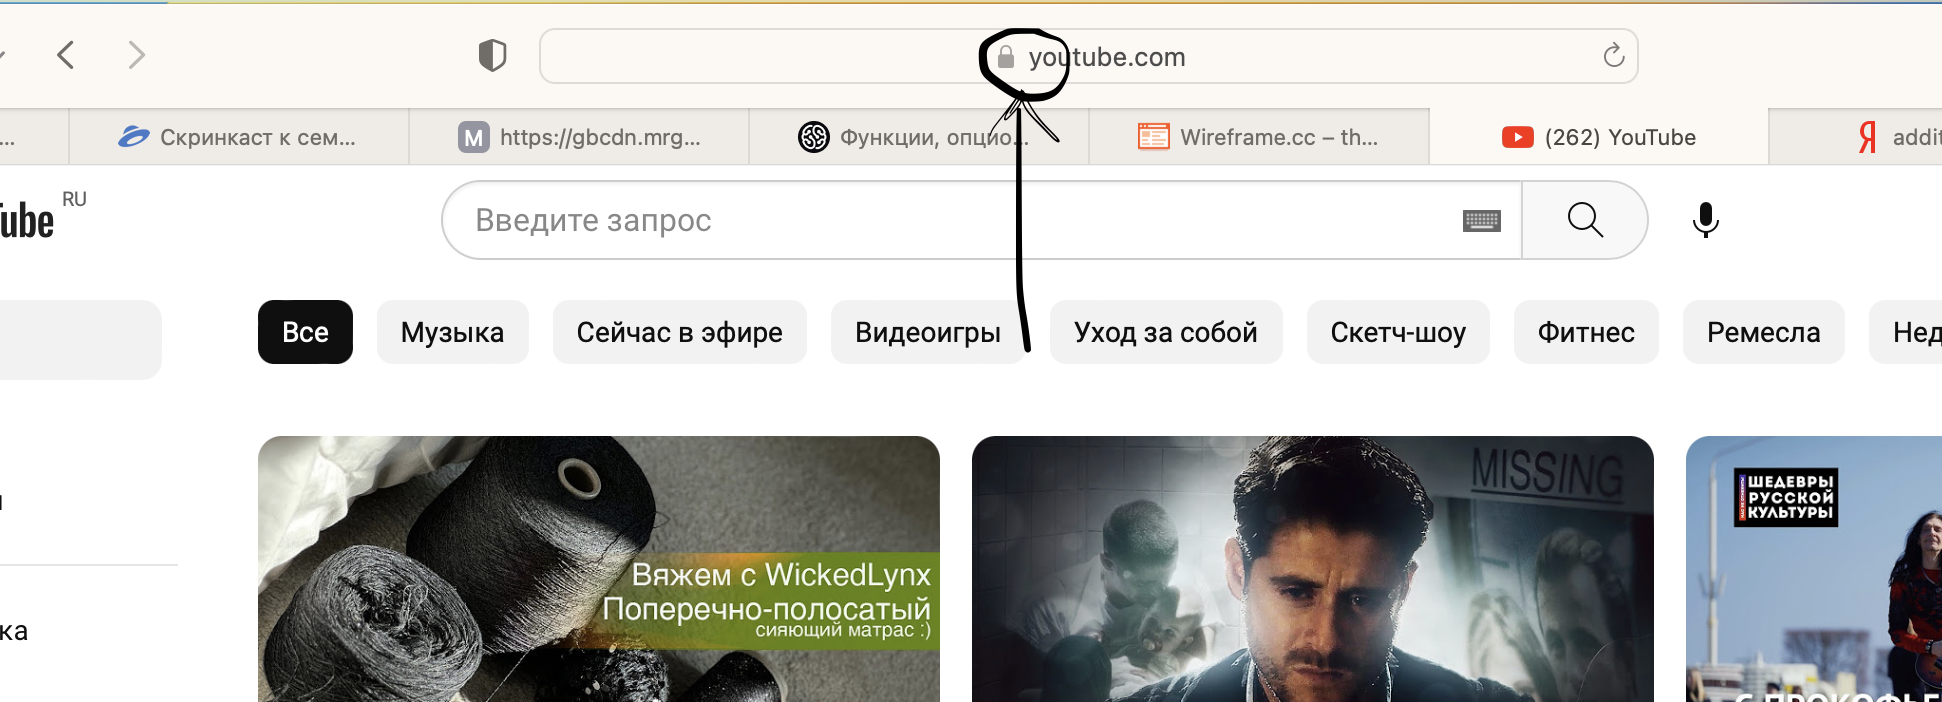 youtube.com
...
Скринкаст к сем...
M
https://gbcdn.mrg...
Функции, опцио...
Wireframe.cc – th...
(262) YouTube
Я
addit
ube
RU
Введите запрос
Все
Музыка
Сейчас в эфире
Видеоигры
Уход за собой
Скетч-шоу
Фитнес
Ремесла
Нед
ка
Вяжем с WickedLynx
Поперечно-полосатый
сияющий матрас :)
MISSING
ШЕДЕВРЫ
РУССКОЙ
КУЛЬТУРЫ
С ПРОКОФЬЕ